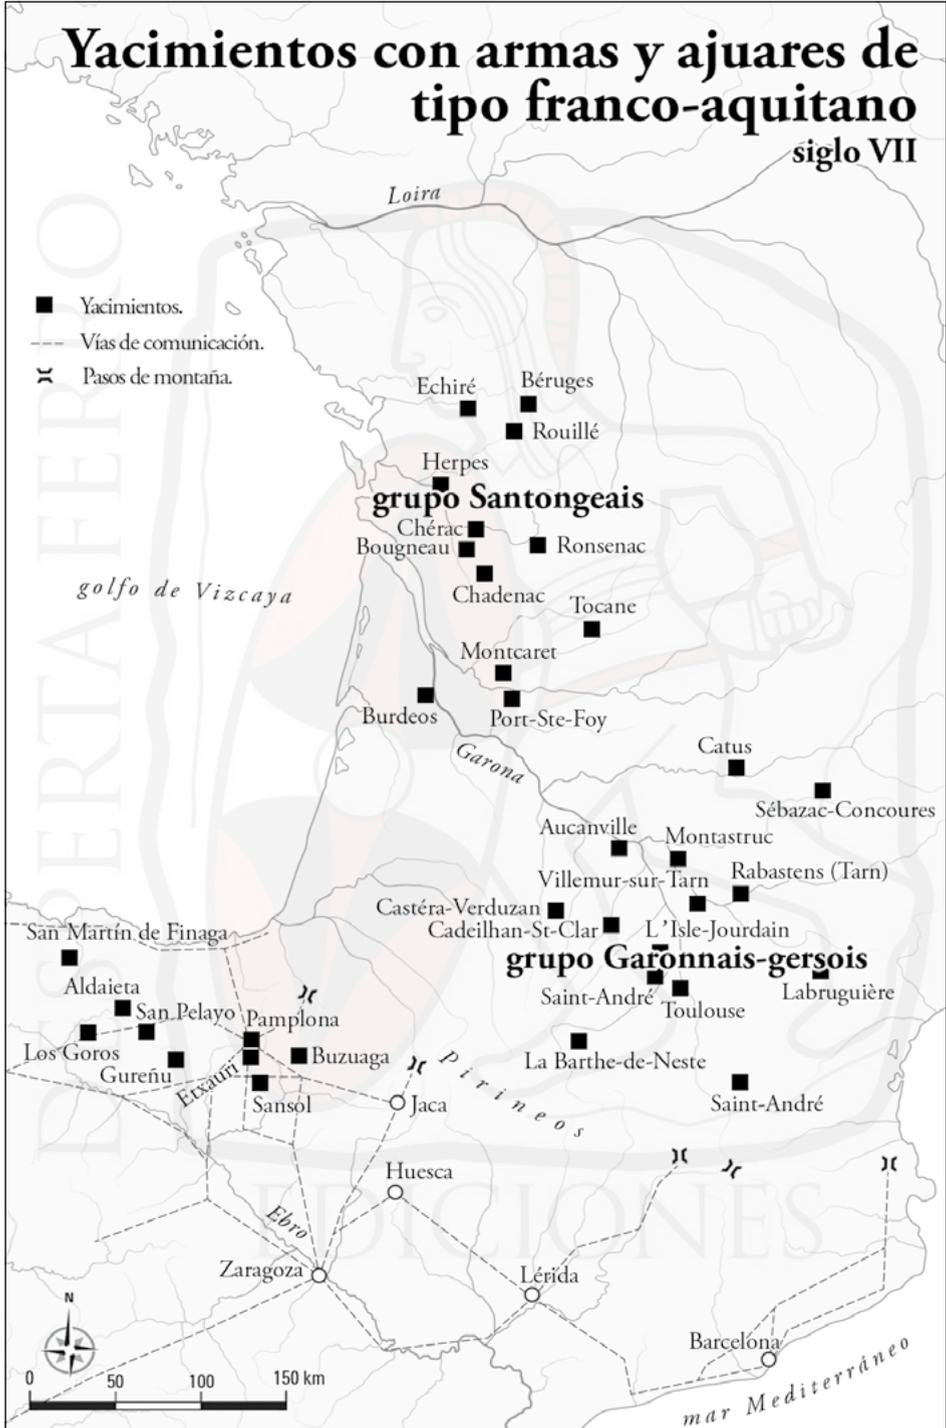 Yacimientos con armas y ajuares de
tipo franco-aquitano
siglo VII
Loira
Yacimientos.
Vías de comunicación.
Pasos de montaña.
Echiré
Béruges
Rouillé
Herpes
grupo Santongeais
Chérac
Bougneau
Ronsenac
Chadenac
golfo de Vizcaya
Tocane
Montcaret
Burdeos
Port-Ste-Foy
Garona
Catus
Sébazac-Concoures
Aucanville
Montastruc
Villemur-sur-Tarn
Rabastens (Tarn)
Castéra-Verduzan
Cadeilhan-St-Clar
L'Isle-Jourdain
grupo Garonnais-gersois
San Martín de Finaga
Aldaieta
San Pelayo
Pamplona
Saint-André
Toulouse
Labruguière
Los Goros
Gureñu
Etxauri
Buzuaga
Sansol
La Barthe-de-Neste
Saint-André
Pirineos
Jaca
Huesca
Ebro
Zaragoza
Lérida
Barcelona
mar Mediterráneo
N
0 50 100 150 km
DESPERTA FERRO
EDICIONES